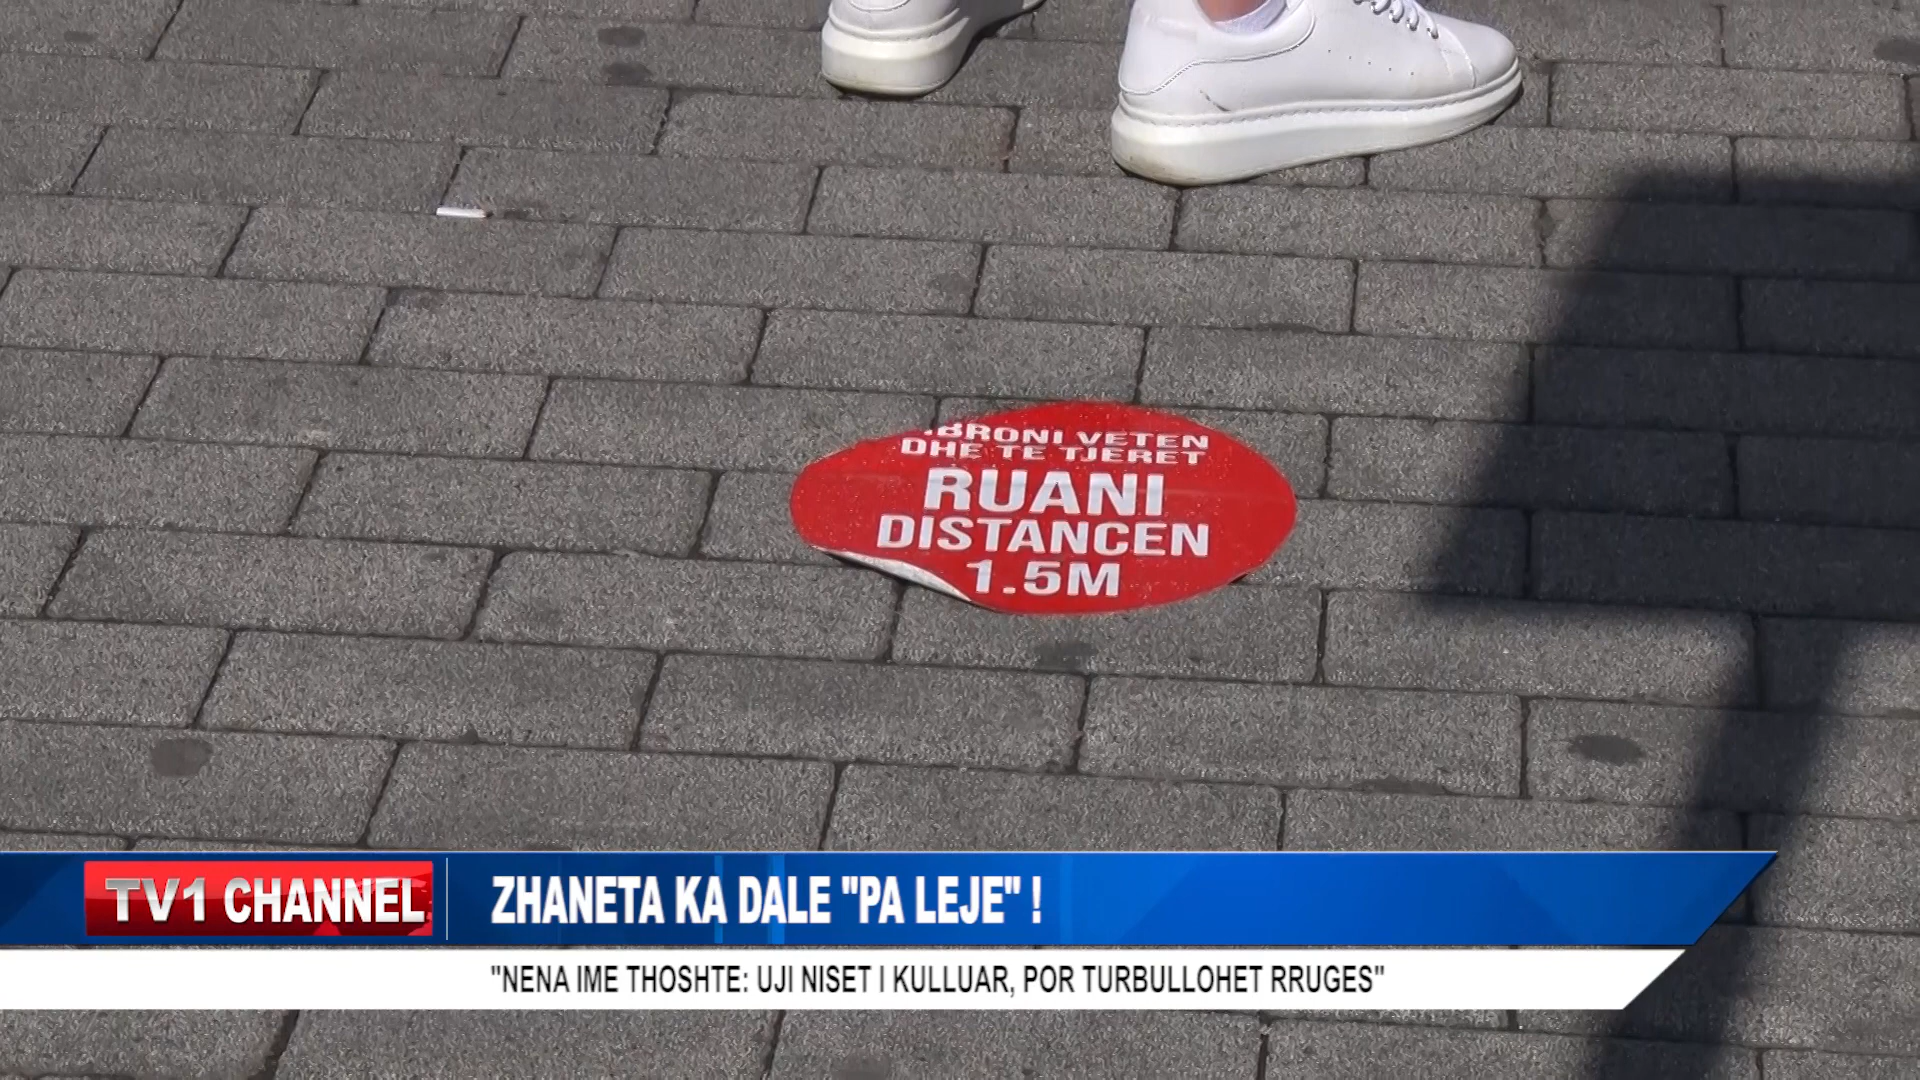 BRONI VETEN
DHE TE TJERET
RUANI
DISTANCEN
1.5M
TV1 CHANNEL
ZHANETA KA DALE "PA LEJE" !
"NENA IME THOSHTE: UJI NISET I KULLUAR, POR TURBULLOHET RRUGES"